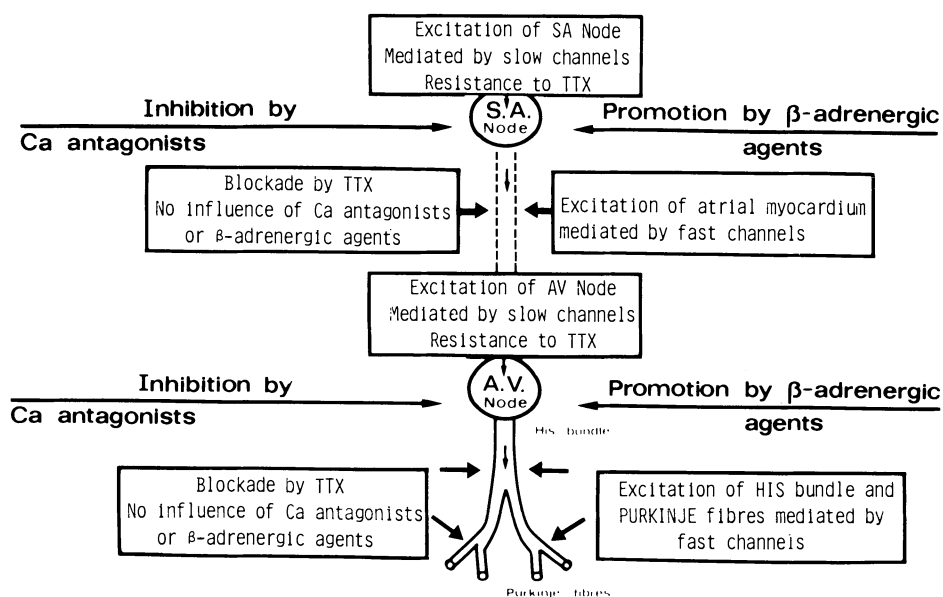 Excitation of SA Node
Mediated by slow channels
Resistance to TTX
S.A.
Node
Inhibition by
Ca antagonists
Promotion by β-adrenergic
agents
Blockade by TTX
No influence of Ca antagonists
or β-adrenergic agents
Excitation of atrial myocardium
mediated by fast channels
Excitation of AV Node
Mediated by slow channels
Resistance to TTX
A.V.
Node
Inhibition by
Ca antagonists
Promotion by β-adrenergic
agents
His bundle
Blockade by TTX
No influence of Ca antagonists
or β-adrenergic agents
Excitation of HIS bundle and
PURKINJE fibres mediated by
fast channels
Purkinje fibres